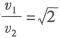 v₁/v₂ = √2